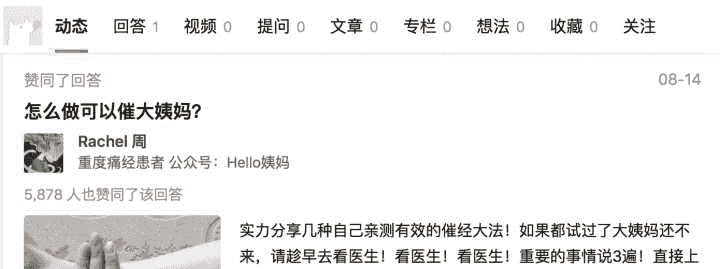 动态 回答 1 视频 0 提问 0 文章 0 专栏 0 想法 0 收藏 0 关注
赞同了回答 08-14
怎么做可以催大姨妈?
Rachel 周
重度痛经患者 公众号：Hello姨妈
5,878 人也赞同了该回答
实力分享几种自己亲测有效的催经大法！如果都试过了大姨妈还不
来，请趁早去看医生！看医生！看医生！重要的事情说3遍！直接上